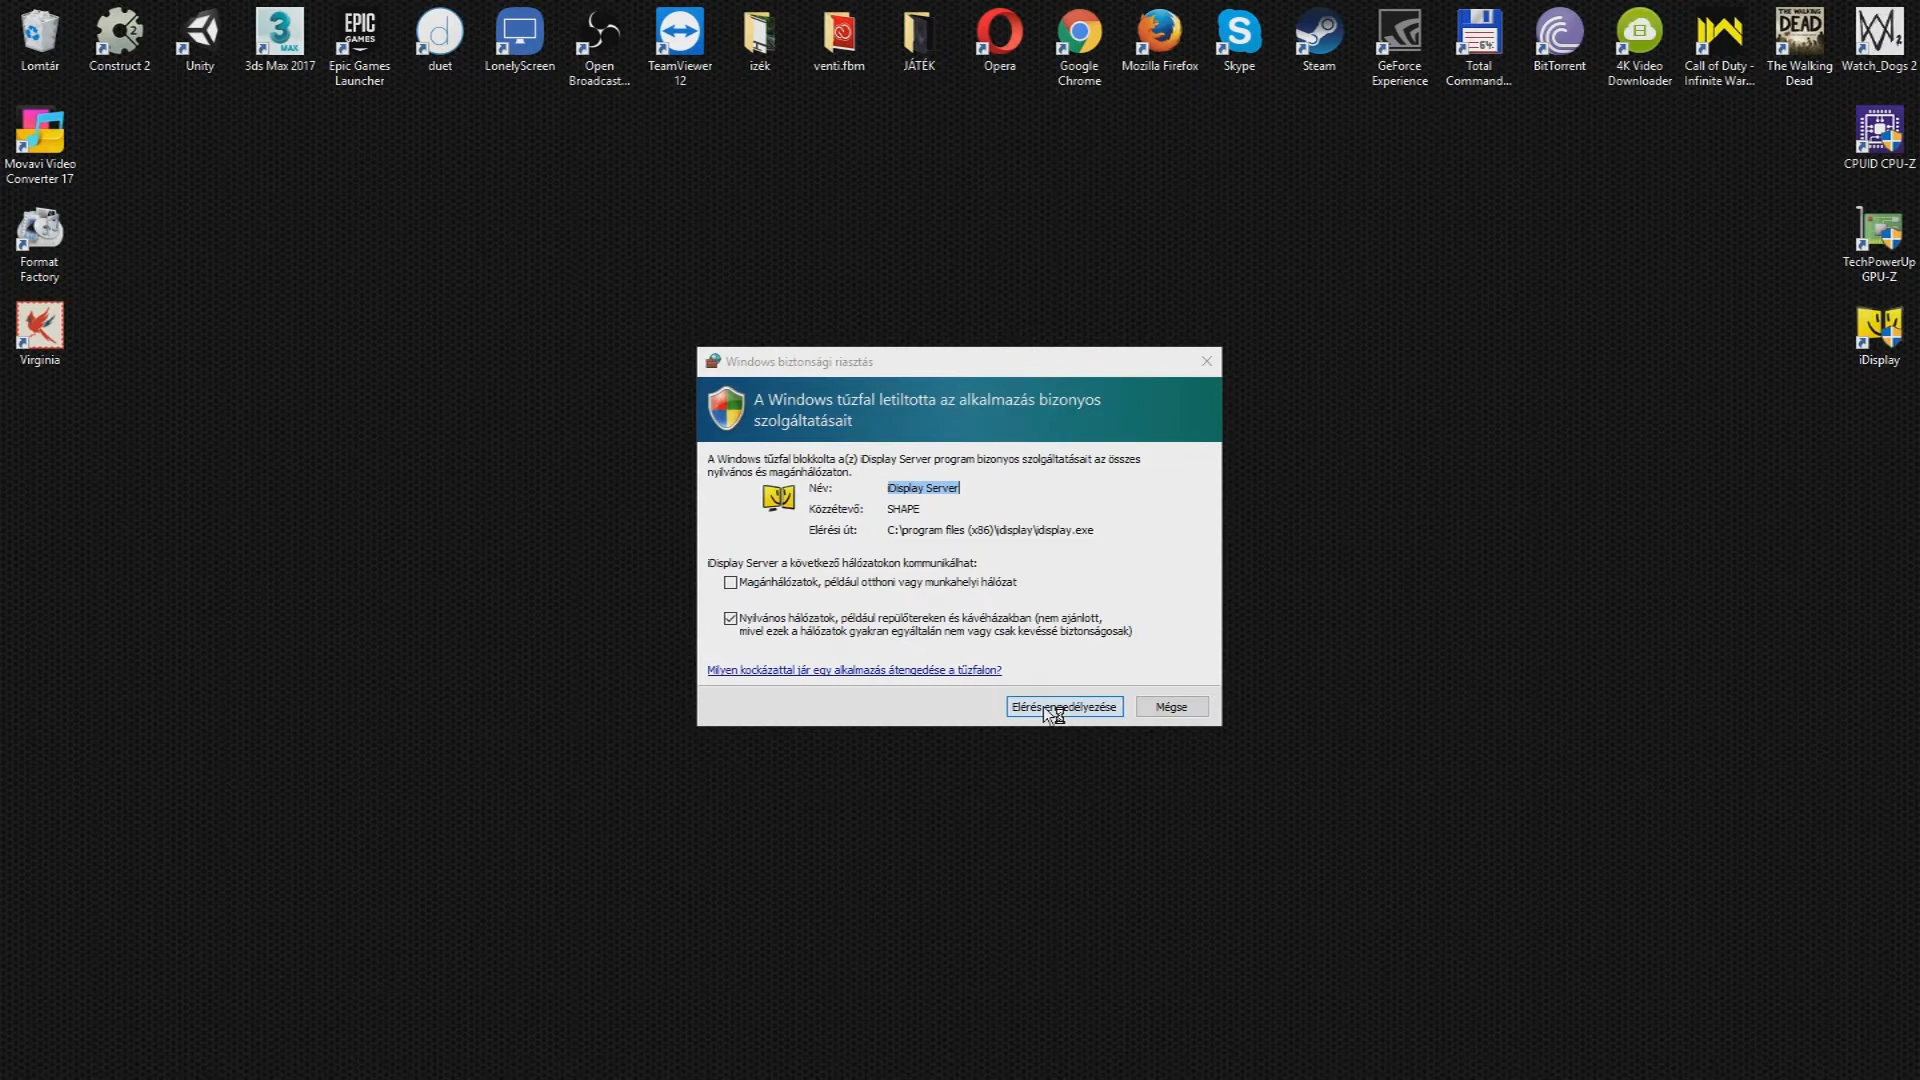 Lomtár
Construct 2
Unity
3ds Max 2017
Epic Games
Launcher
duet
LonelyScreen
Open
Broadcast...
TeamViewer
12
izék
venti.fbm
JÁTÉK
Opera
Google
Chrome
Mozilla Firefox
Skype
Steam
GeForce
Experience
Total
Command...
BitTorrent
4K Video
Downloader
Call of Duty -
Infinite War...
The Walking
Dead
Watch_Dogs 2
Movavi Video
Converter 17
CPUID CPU-Z
Format
Factory
TechPowerUp
GPU-Z
Virginia
iDisplay
Windows biztonsági riasztás
A Windows tűzfal letiltotta az alkalmazás bizonyos
szolgáltatásait
A Windows tűzfal blokkolta a(z) iDisplay Server program bizonyos szolgáltatásait az összes
nyilvános és magánhálózaton.
Név: iDisplay Server
Közzétevő: SHAPE
Elérési út: C:\program files (x86)\idisplay\idisplay.exe
iDisplay Server a következő hálózatokon kommunikálhat:
Magánhálózatok, például otthoni vagy munkahelyi hálózat
Nyilvános hálózatok, például repülőtereken és kávéházakban (nem ajánlott,
mivel ezek a hálózatok gyakran egyáltalán nem vagy csak kevéssé biztonságosak)
Milyen kockázattal jár egy alkalmazás átengedése a tűzfalon?
Elérés engedélyezése
Mégse